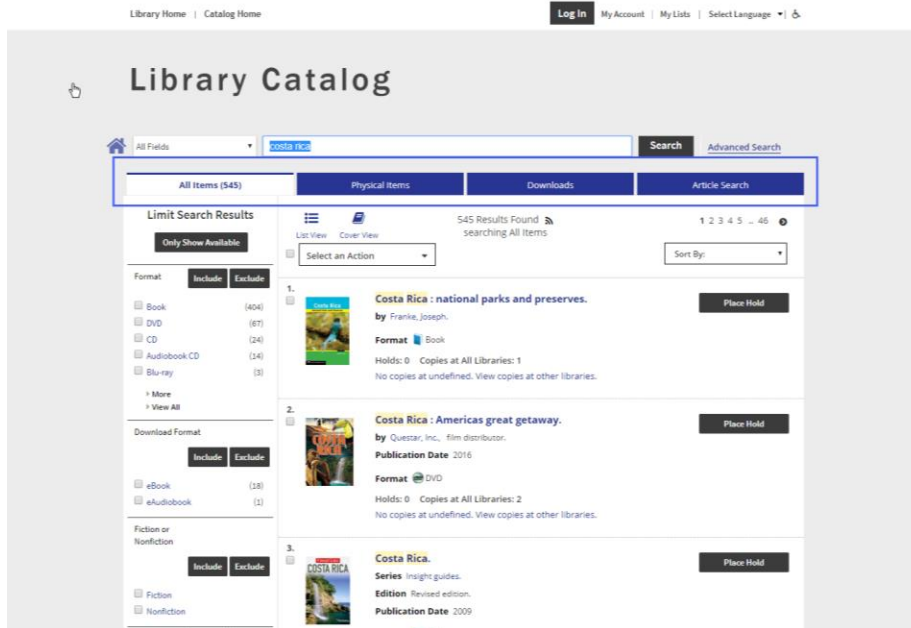 Library Home | Catalog Home
Log In My Account | My Lists | Select Language
Library Catalog
All Fields costa rica Search Advanced Search
All Items (545) Physical Items Downloads Article Search
Limit Search Results
Only Show Available
Format Include Exclude
Book (404)
DVD (67)
CD (24)
Audiobook CD (14)
Blu-ray (3)
More
View All
Download Format
Include Exclude
eBook (18)
eAudiobook (1)
Fiction or
Nonfiction
Include Exclude
Fiction
Nonfiction
List View Cover View
545 Results Found
searching All Items
1 2 3 4 5 .. 46
Select an Action
Sort By:
1.
Costa Rica
Costa Rica : national parks and preserves.
by Franke, Joseph.
Format Book
Holds: 0 Copies at All Libraries: 1
No copies at undefined. View copies at other libraries.
Place Hold
2.
COSTA RICA
Costa Rica : Americas great getaway.
by Questar, Inc., film distributor.
Publication Date 2016
Format DVD
Holds: 0 Copies at All Libraries: 2
No copies at undefined. View copies at other libraries.
Place Hold
3.
COSTA RICA
Costa Rica.
Series Insight guides.
Edition Revised edition.
Publication Date 2009
Place Hold